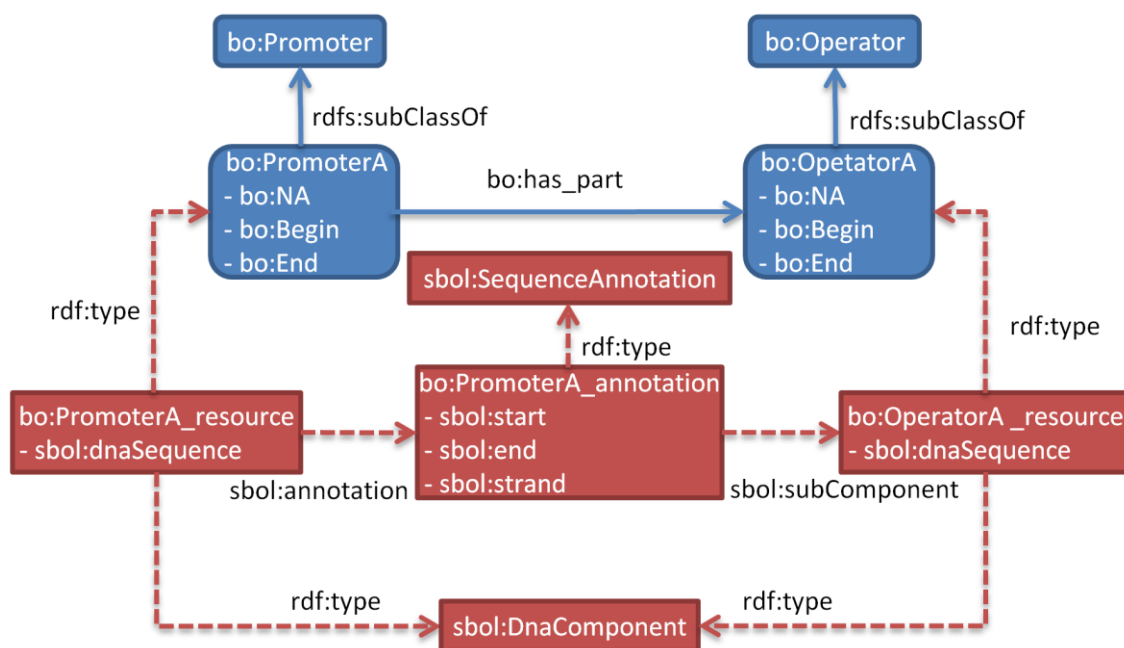 bo:Promoter
bo:Operator
rdfs:subClassOf
rdfs:subClassOf
bo:PromoterA
- bo:NA
- bo:Begin
- bo:End
bo:has_part
bo:OpetatorA
- bo:NA
- bo:Begin
- bo:End
sbol:SequenceAnnotation
rdf:type
rdf:type
rdf:type
bo:PromoterA_resource
- sbol:dnaSequence
bo:PromoterA_annotation
- sbol:start
- sbol:end
- sbol:strand
bo:OperatorA _resource
- sbol:dnaSequence
sbol:annotation
sbol:subComponent
rdf:type
rdf:type
sbol:DnaComponent